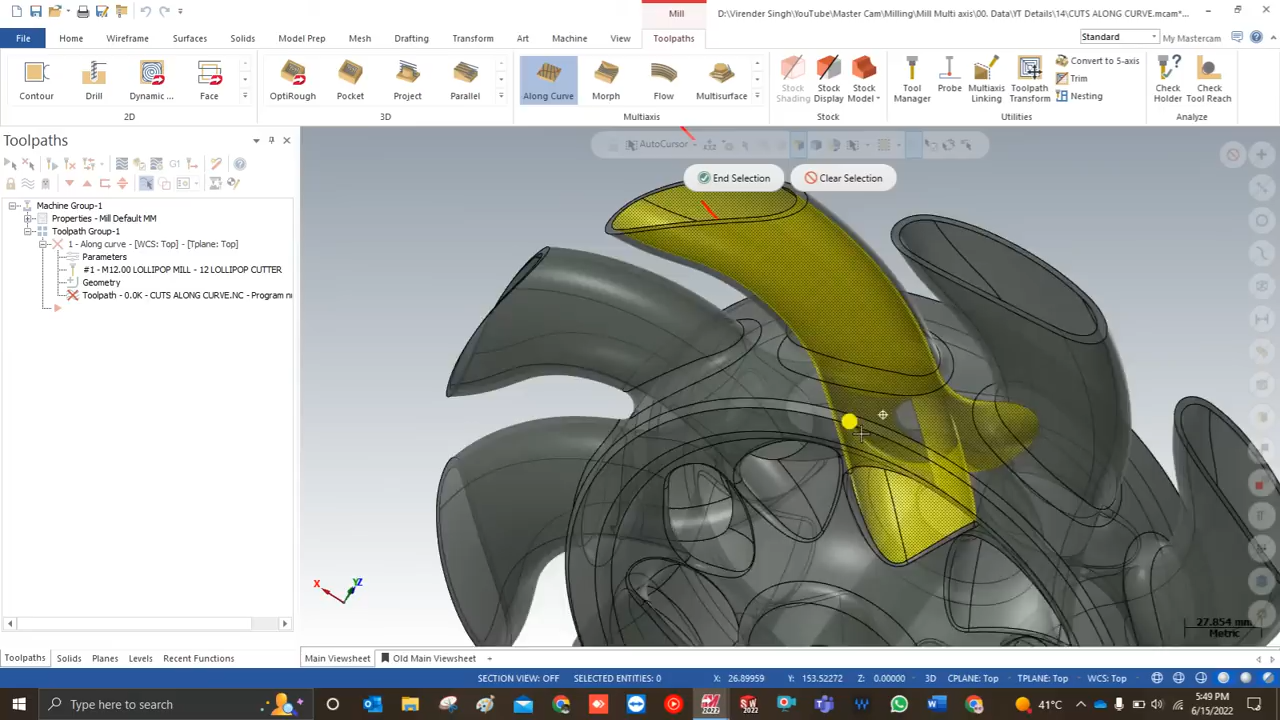 Mill
D:\Virender Singh\YouTube\Master Cam\Milling\Mill Multi axis\00. Data\YT Details\14\CUTS ALONG CURVE.mcam*...
File
Home
Wireframe
Surfaces
Solids
Model Prep
Mesh
Drafting
Transform
Art
Machine
View
Toolpaths
Standard
My Mastercam
Contour
Drill
Dynamic ...
Face
2D
OptiRough
Pocket
Project
Parallel
3D
Along Curve
Morph
Flow
Multisurface
Multiaxis
Stock Shading
Stock Display
Stock Model
Stock
Tool Manager
Probe
Multiaxis Linking
Toolpath Transform
Convert to 5-axis
Trim
Nesting
Utilities
Check Holder
Check Tool Reach
Analyze
Toolpaths
G1
AutoCursor
End Selection
Clear Selection
Machine Group-1
Properties - Mill Default MM
Toolpath Group-1
1 - Along curve - [WCS: Top] - [Tplane: Top]
Parameters
#1 - M12.00 LOLLIPOP MILL - 12 LOLLIPOP CUTTER
Geometry
Toolpath - 0.0K - CUTS ALONG CURVE.NC - Program n
X
YZ
27.854 mm
Metric
Toolpaths
Solids
Planes
Levels
Recent Functions
Main Viewsheet
Old Main Viewsheet
+
SECTION VIEW: OFF
SELECTED ENTITIES: 0
X: 26.89959
Y: 153.52272
Z: 0.00000
3D
CPLANE: Top
TPLANE: Top
WCS: Top
Type here to search
2022
2022
41°C
ENG
5:49 PM
6/15/2022